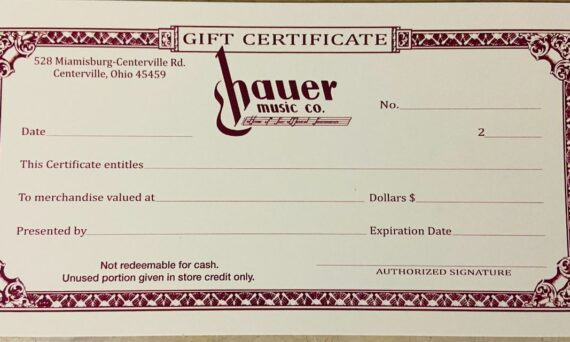 GIFT CERTIFICATE
528 Miamisburg-Centerville Rd.
Centerville, Ohio 45459
hauer
music co.
Home of
No.
Date
2
This Certificate entitles
To merchandise valued at
Dollars $
Presented by
Expiration Date
Not redeemable for cash.
Unused portion given in store credit only.
AUTHORIZED SIGNATURE